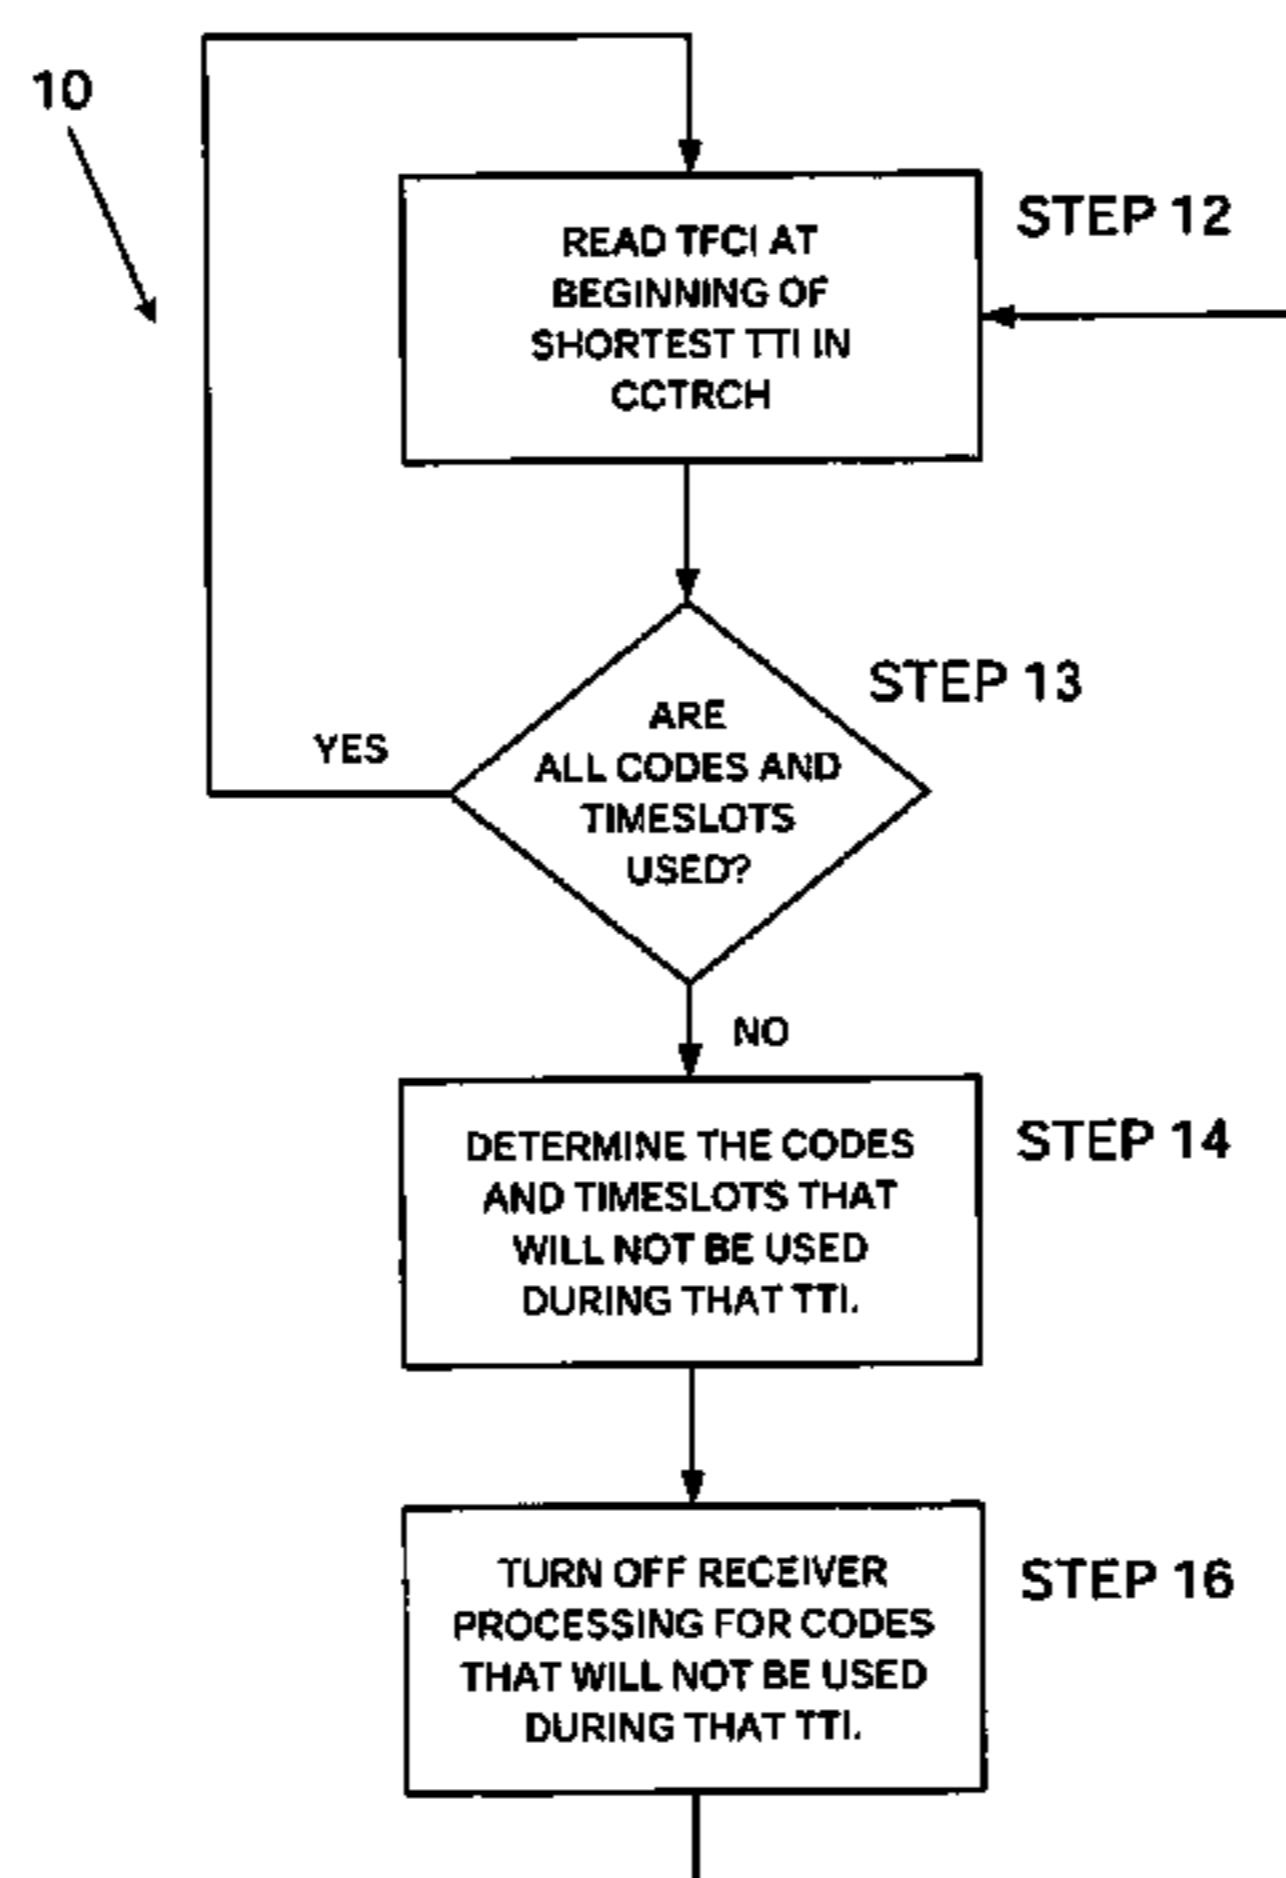 10
READ TFCI AT
BEGINNING OF
SHORTEST TTI IN
CCTRCH
STEP 12
STEP 13
ARE
ALL CODES AND
TIMESLOTS
USED?
YES
NO
DETERMINE THE CODES
AND TIMESLOTS THAT
WILL NOT BE USED
DURING THAT TTI.
STEP 14
TURN OFF RECEIVER
PROCESSING FOR CODES
THAT WILL NOT BE USED
DURING THAT TTI.
STEP 16